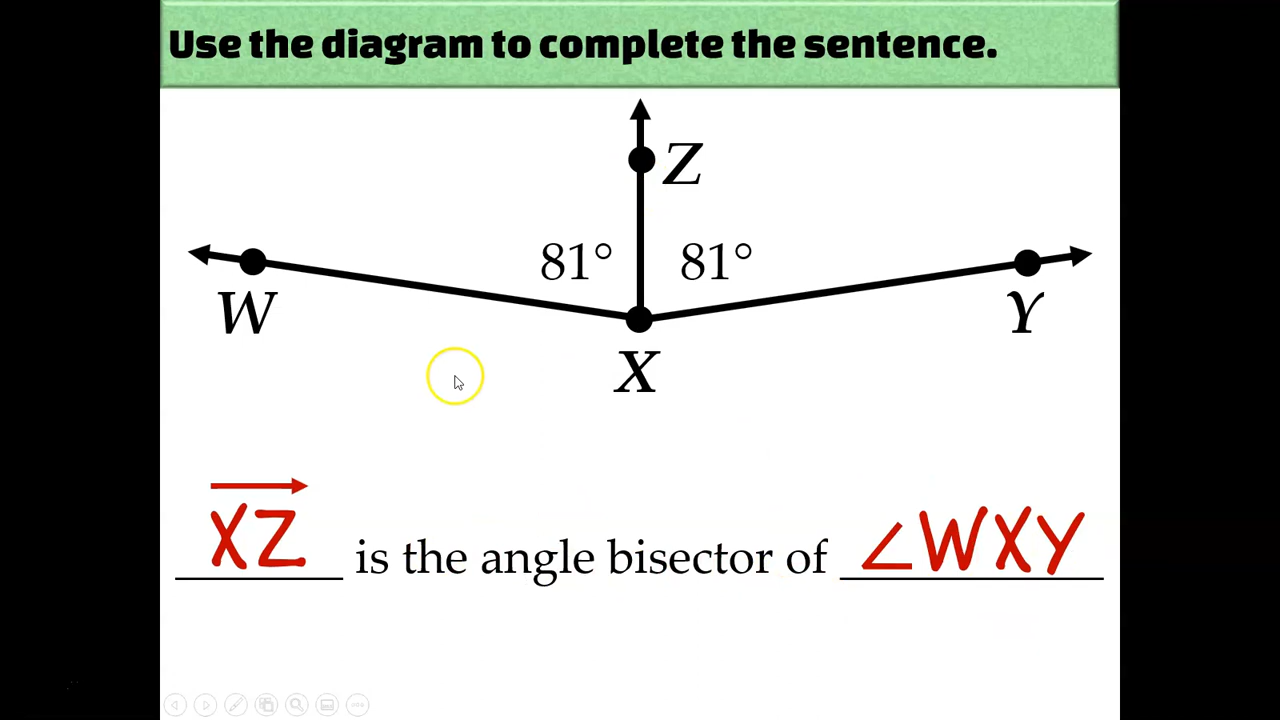 Use the diagram to complete the sentence.
Z
81° 81°
W Y
X
XZ is the angle bisector of ∠WXY